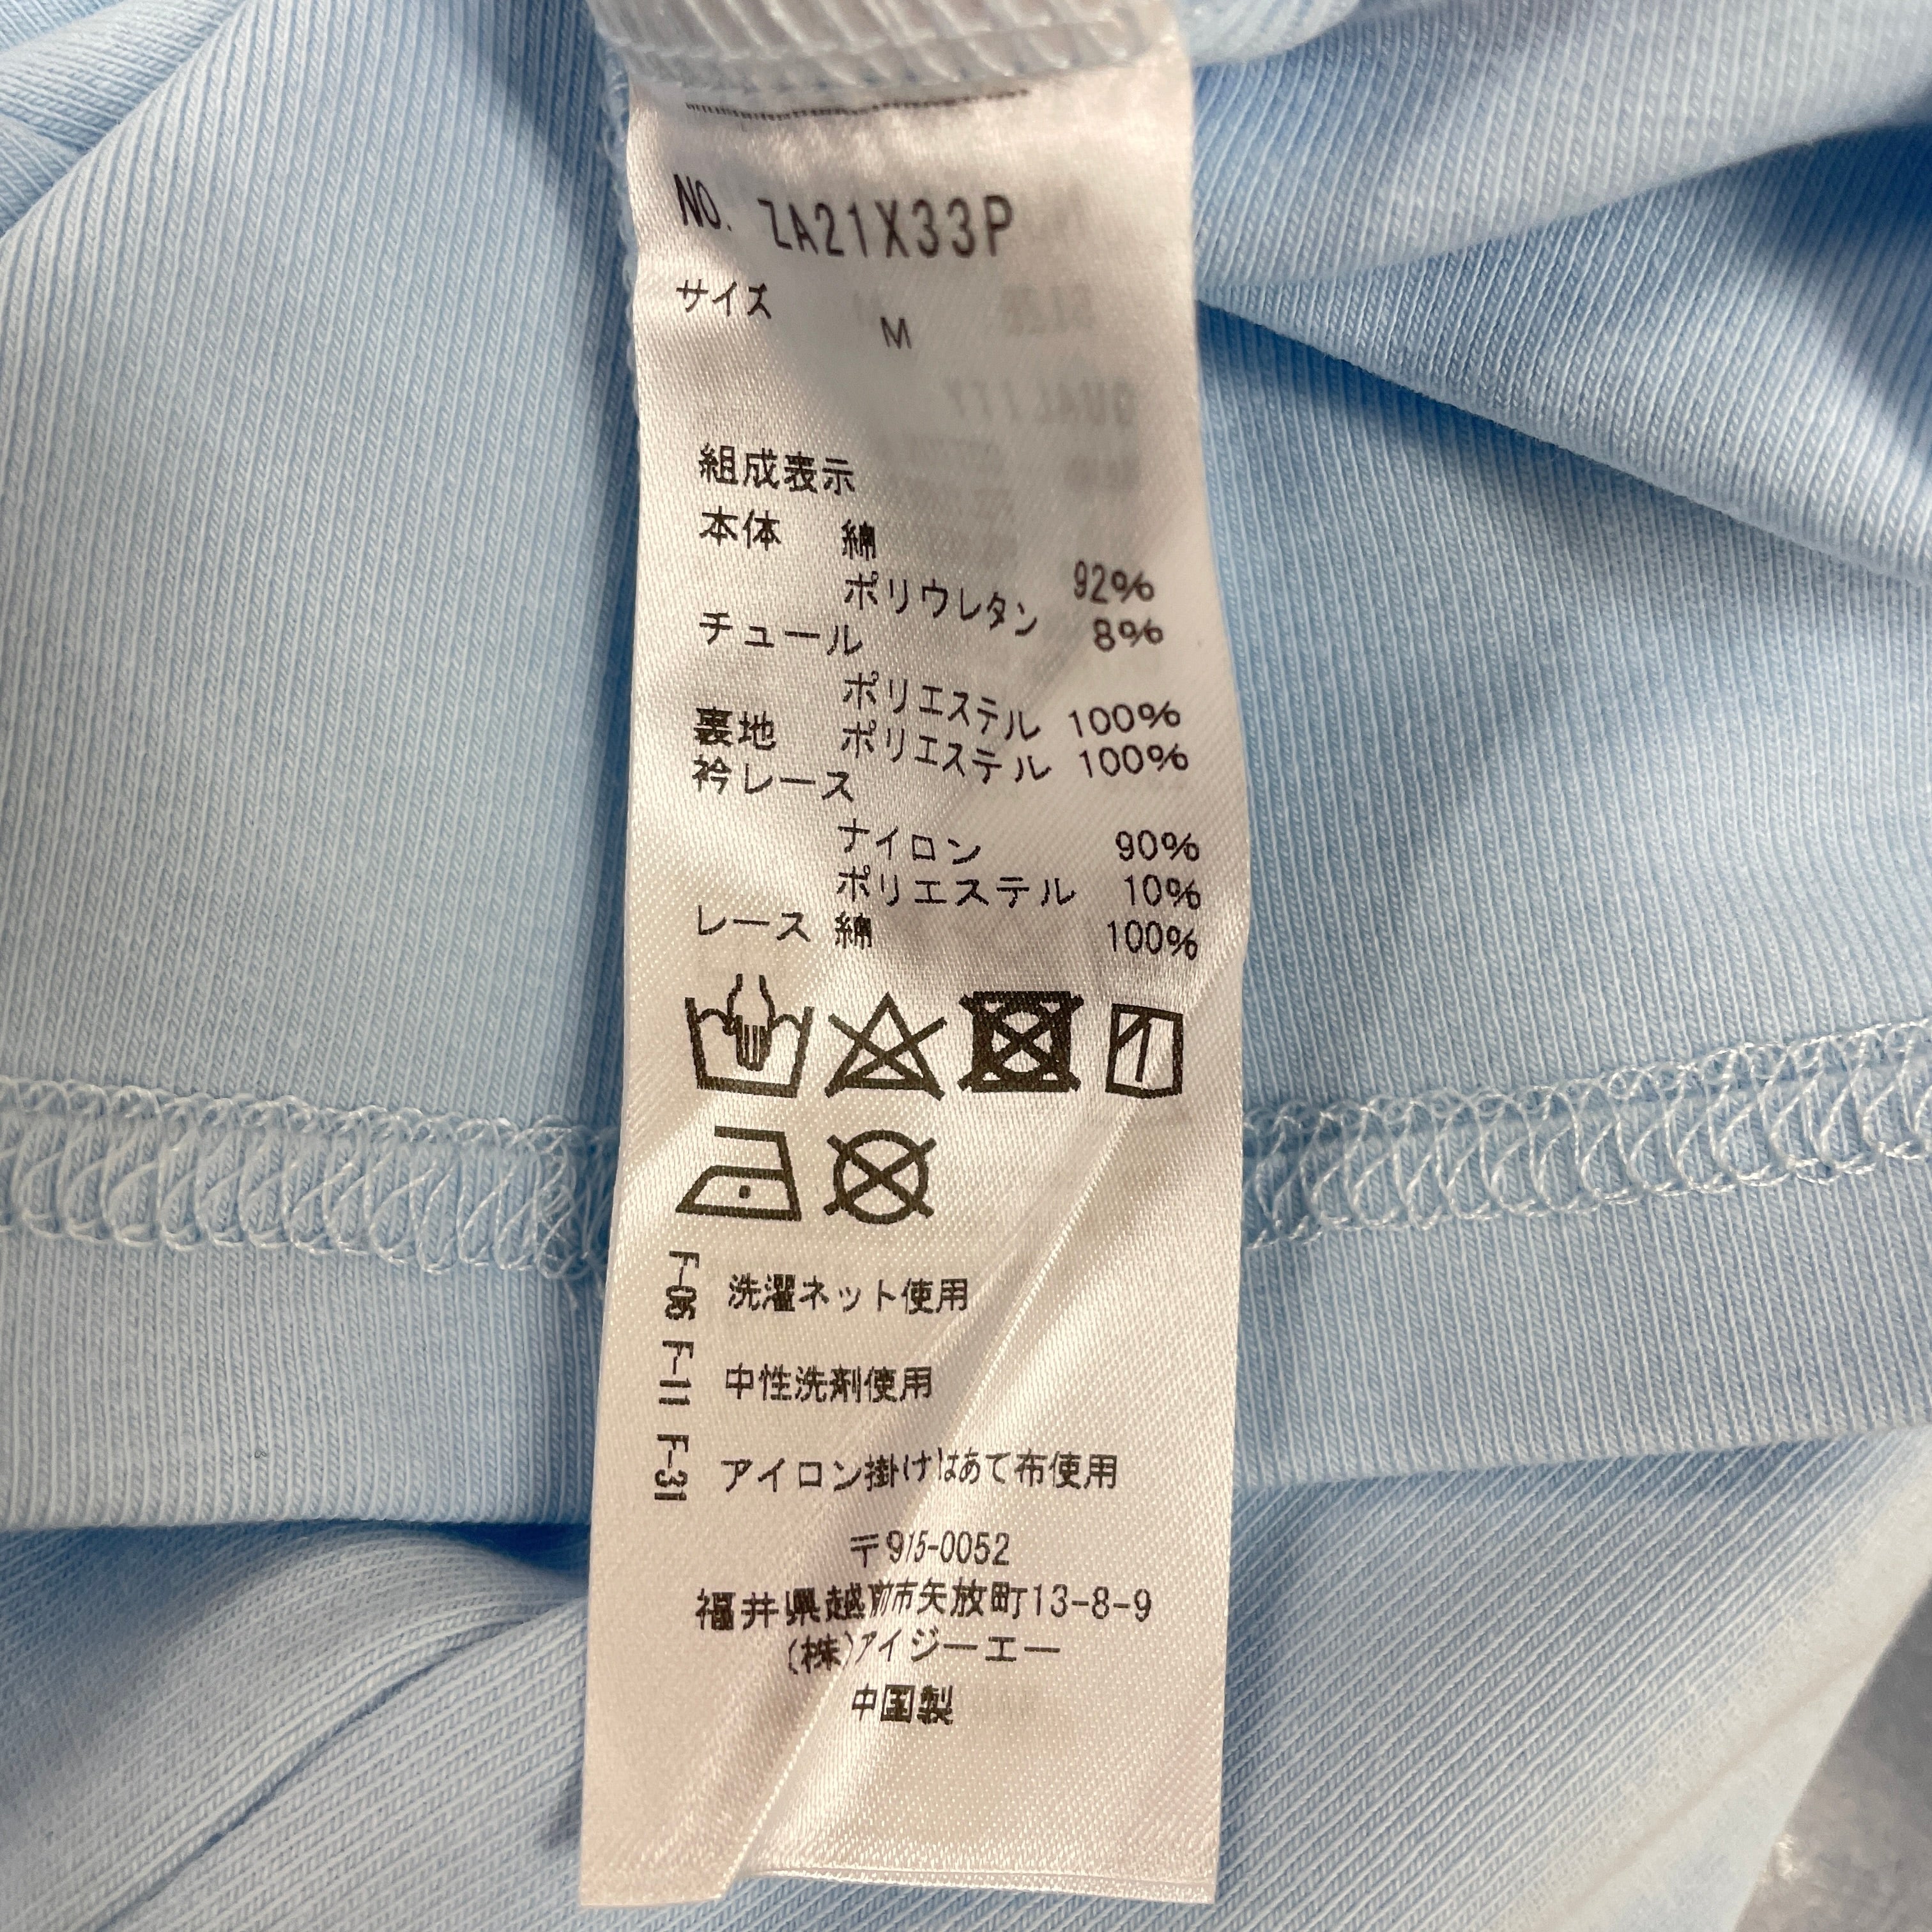 NO. ZA21X33P
サイズ M
組成表示
本体 綿 92%
ポリウレタン 8%
チュール
ポリエステル 100%
裏地 ポリエステル 100%
衿レース
ナイロン 90%
ポリエステル 10%
レース 綿 100%
F-06 洗濯ネット使用
F-11 中性洗剤使用
F-31 アイロン掛けはあて布使用
〒915-0052
福井県越前市矢放町13-8-9
(株)アイジーエー
中国製